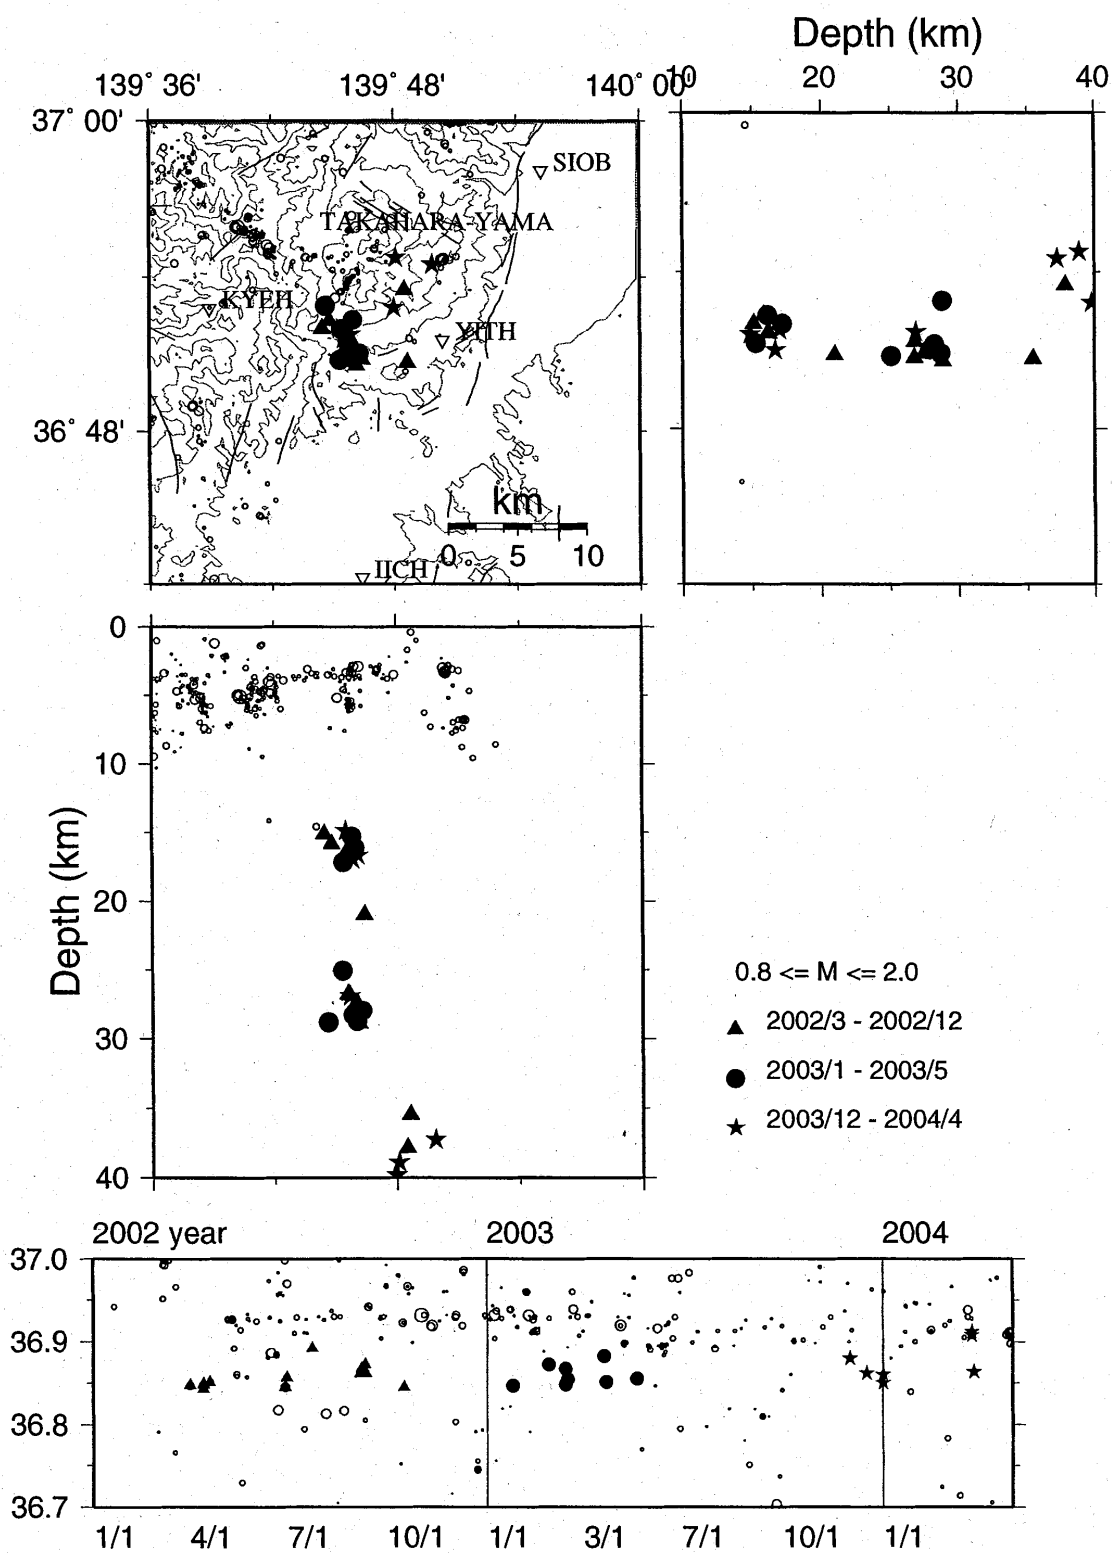 Depth (km)
139° 36' 139° 48' 140° 00' 10 20 30 40
37° 00'
SIOB
TAKAHARA-YAMA
KYEH
YITH
36° 48'
km
0 5 10
IICH
0
10
20
30
40
Depth (km)
0.8 <= M <= 2.0
2002/3 - 2002/12
2003/1 - 2003/5
2003/12 - 2004/4
2002 year 2003 2004
37.0
36.9
36.8
36.7
1/1 4/1 7/1 10/1 1/1 3/1 7/1 10/1 1/1